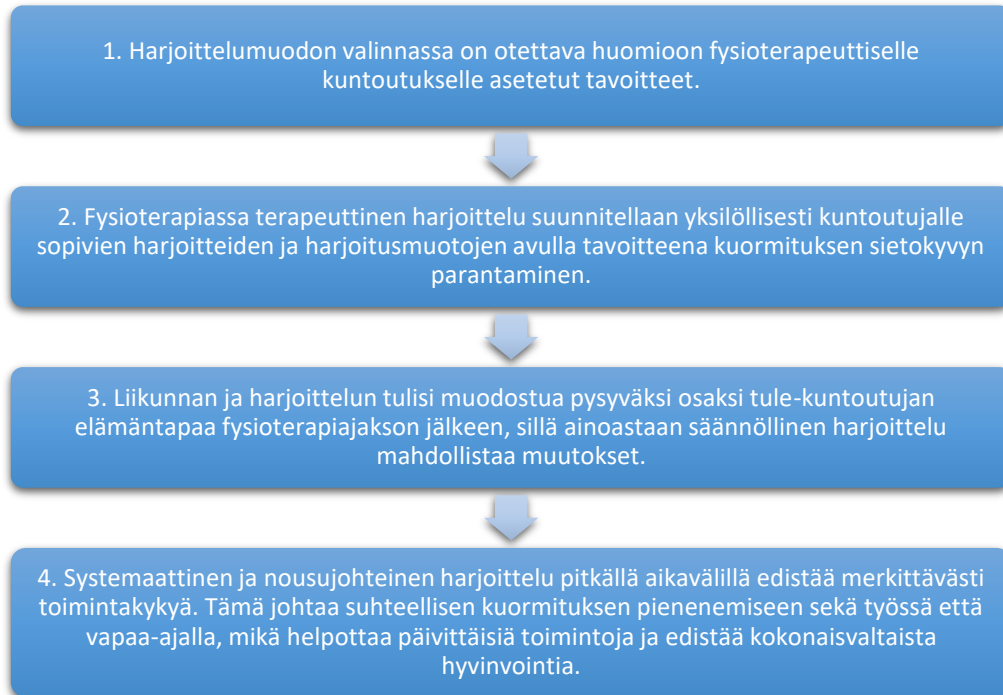 1. Harjoittelumuodon valinnassa on otettava huomioon fysioterapeuttiselle
kuntoutukselle asetetut tavoitteet.
2. Fysioterapiassa terapeuttinen harjoittelu suunnitellaan yksilöllisesti kuntoutujalle
sopivien harjoitteiden ja harjoitusmuotojen avulla tavoitteena kuormituksen sietokyvyn
parantaminen.
3. Liikunnan ja harjoittelun tulisi muodostua pysyväksi osaksi tule-kuntoutujan
elämäntapaa fysioterapiajakson jälkeen, sillä ainoastaan säännöllinen harjoittelu
mahdollistaa muutokset.
4. Systemaattinen ja nousujohteinen harjoittelu pitkällä aikavälillä edistää merkittävästi
toimintakykyä. Tämä johtaa suhteellisen kuormituksen pienenemiseen sekä työssä että
vapaa-ajalla, mikä helpottaa päivittäisiä toimintoja ja edistää kokonaisvaltaista
hyvinvointia.